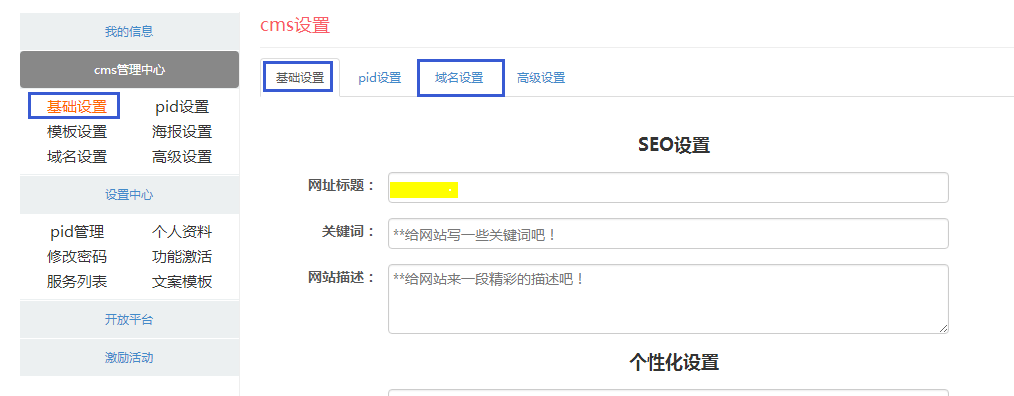 我的信息
cms管理中心
基础设置 pid设置
模板设置 海报设置
域名设置 高级设置
设置中心
pid管理 个人资料
修改密码 功能激活
服务列表 文案模板
开放平台
激励活动
cms设置
基础设置 pid设置 域名设置 高级设置
SEO设置
网址标题：
关键词： **给网站写一些关键词吧！
网站描述： **给网站来一段精彩的描述吧！
个性化设置